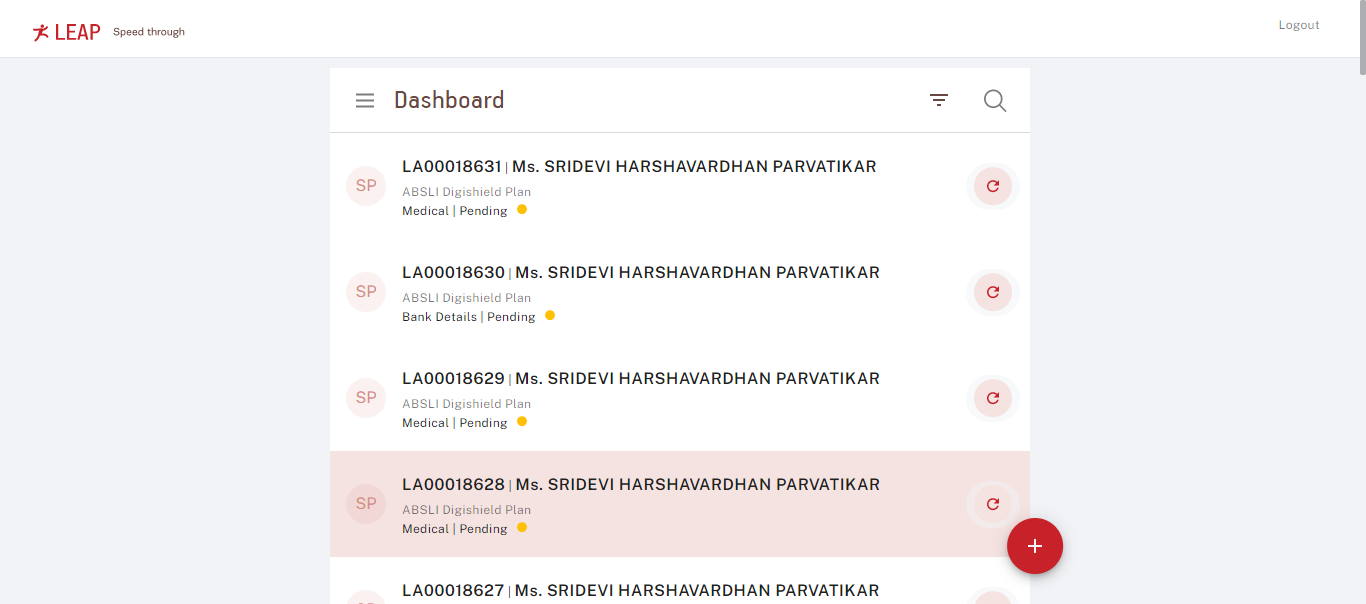 LEAP Speed through
Logout
Dashboard
SP
LA00018631 | Ms. SRIDEVI HARSHAVARDHAN PARVATIKAR
ABSLI Digishield Plan
Medical | Pending
SP
LA00018630 | Ms. SRIDEVI HARSHAVARDHAN PARVATIKAR
ABSLI Digishield Plan
Bank Details | Pending
SP
LA00018629 | Ms. SRIDEVI HARSHAVARDHAN PARVATIKAR
ABSLI Digishield Plan
Medical | Pending
SP
LA00018628 | Ms. SRIDEVI HARSHAVARDHAN PARVATIKAR
ABSLI Digishield Plan
Medical | Pending
LA00018627 | Ms. SRIDEVI HARSHAVARDHAN PARVATIKAR